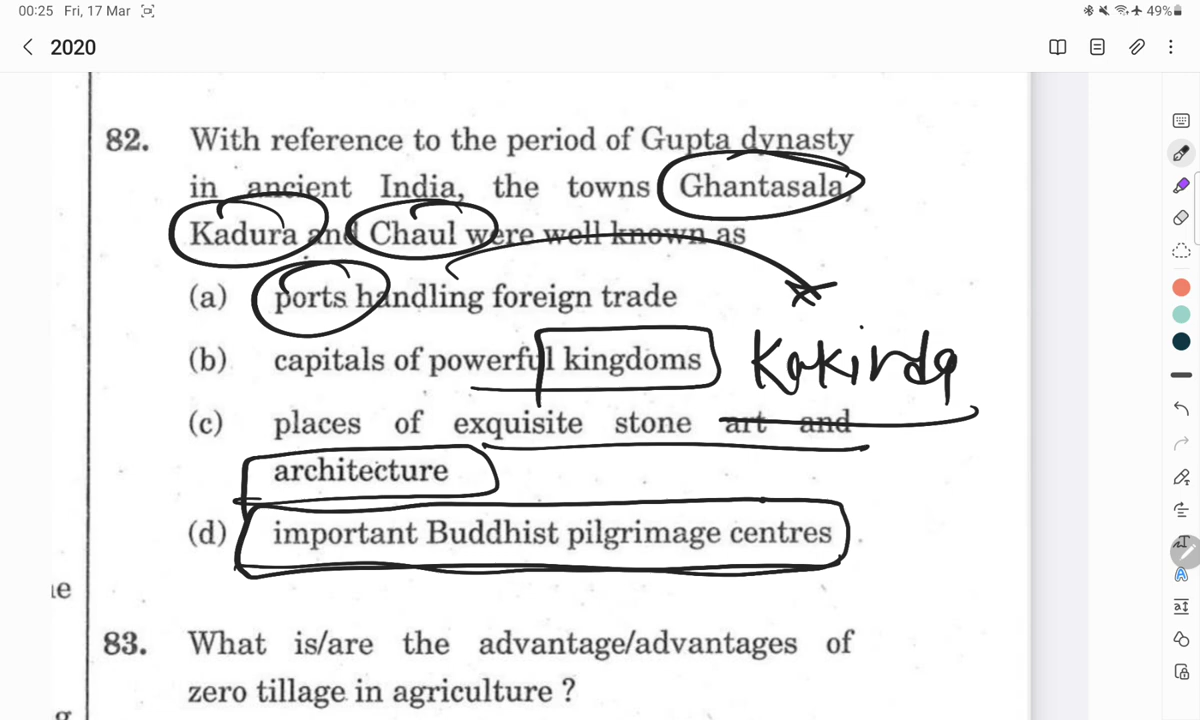 00:25 Fri, 17 Mar 49%
2020
82. With reference to the period of Gupta dynasty
in ancient India, the towns Ghantasala,
Kadura and Chaul were well known as
(a) ports handling foreign trade
(b) capitals of powerful kingdoms
Kakinda
(c) places of exquisite stone art and
architecture
(d) important Buddhist pilgrimage centres
83. What is/are the advantage/advantages of
zero tillage in agriculture ?